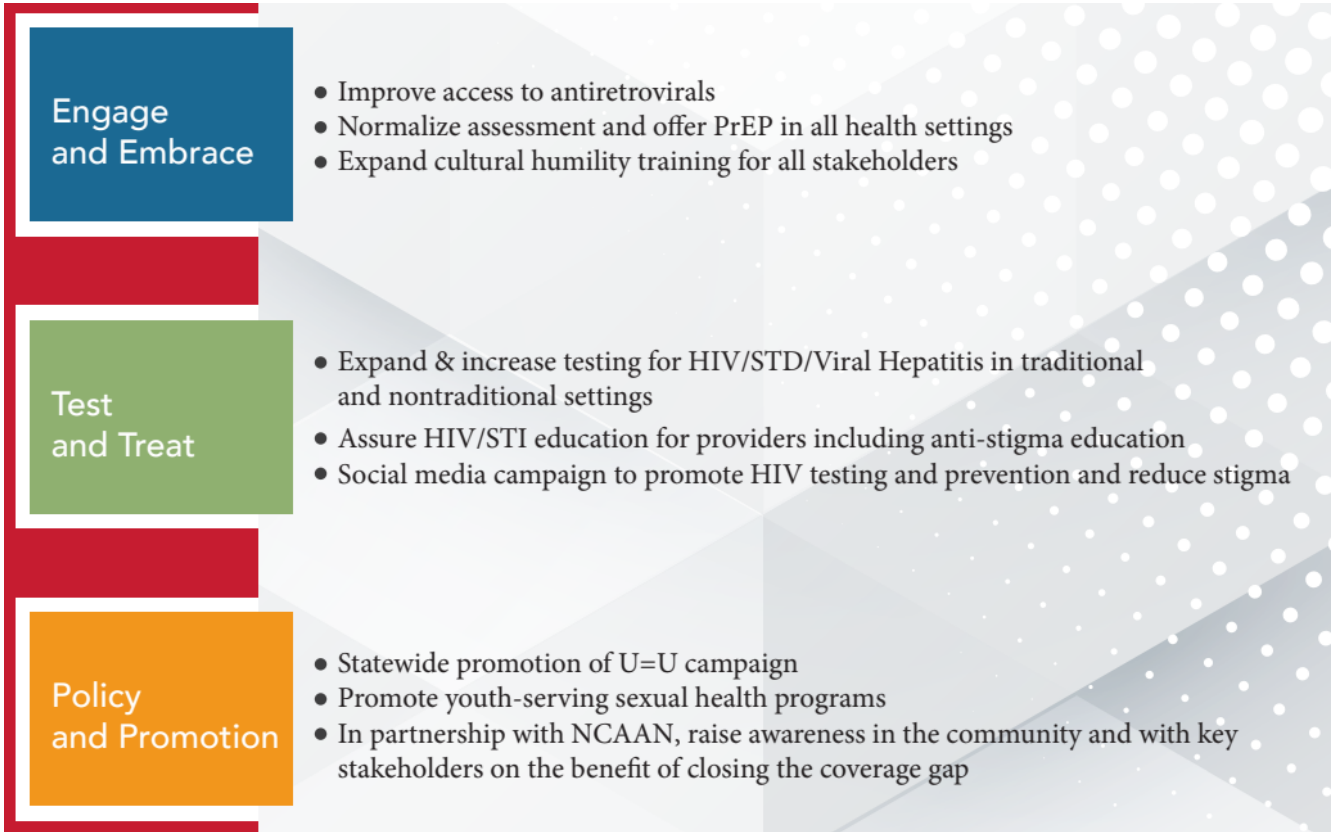 Engage
and Embrace
● Improve access to antiretrovirals
● Normalize assessment and offer PrEP in all health settings
● Expand cultural humility training for all stakeholders
Test
and Treat
● Expand & increase testing for HIV/STD/Viral Hepatitis in traditional
and nontraditional settings
● Assure HIV/STI education for providers including anti-stigma education
● Social media campaign to promote HIV testing and prevention and reduce stigma
Policy
and Promotion
● Statewide promotion of U=U campaign
● Promote youth-serving sexual health programs
● In partnership with NCAAN, raise awareness in the community and with key
stakeholders on the benefit of closing the coverage gap